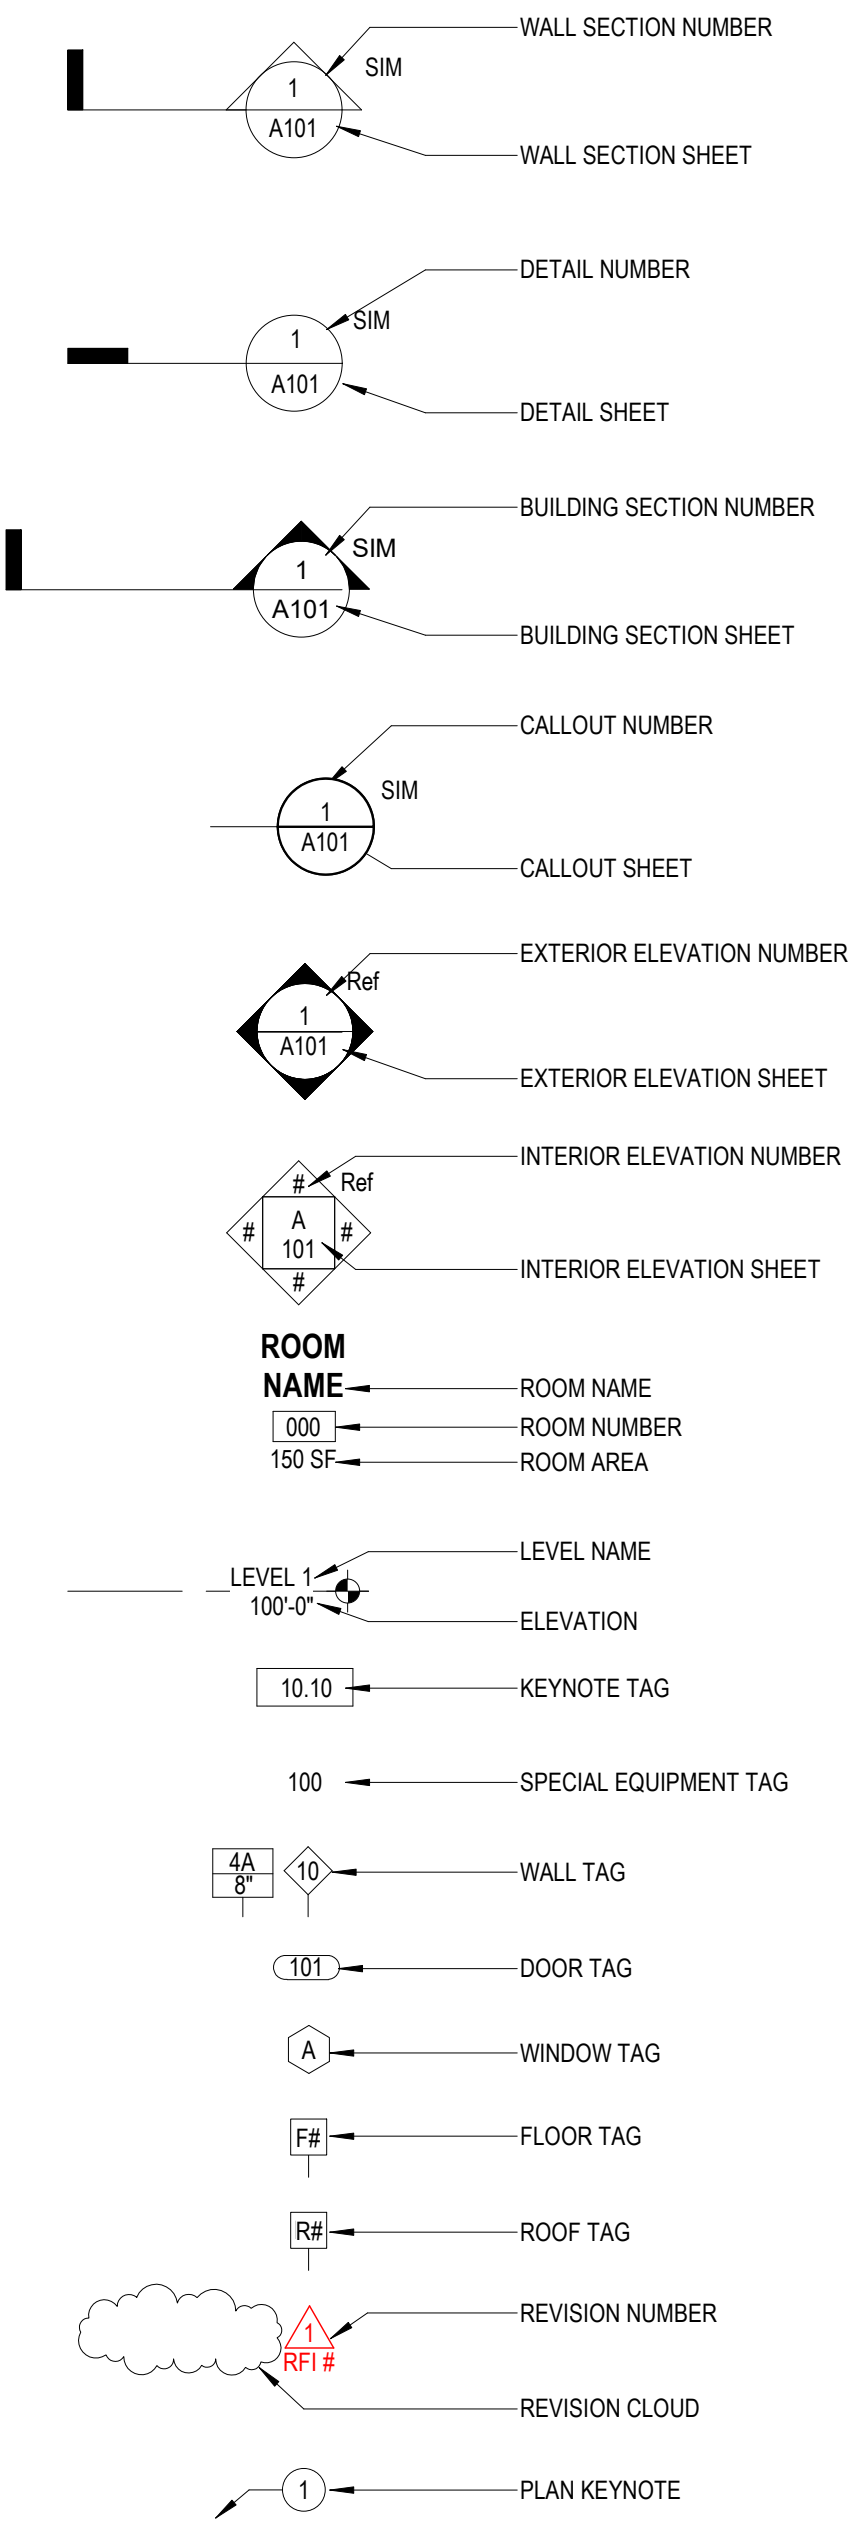 WALL SECTION NUMBER
SIM
1
A101
WALL SECTION SHEET
DETAIL NUMBER
SIM
1
A101
DETAIL SHEET
BUILDING SECTION NUMBER
SIM
1
A101
BUILDING SECTION SHEET
CALLOUT NUMBER
SIM
1
A101
CALLOUT SHEET
EXTERIOR ELEVATION NUMBER
Ref
1
A101
EXTERIOR ELEVATION SHEET
INTERIOR ELEVATION NUMBER
# Ref
A
# 101 #
#
INTERIOR ELEVATION SHEET
ROOM
NAME
ROOM NAME
000
ROOM NUMBER
150 SF
ROOM AREA
LEVEL NAME
LEVEL 1
100'-0"
ELEVATION
10.10
KEYNOTE TAG
100
SPECIAL EQUIPMENT TAG
4A
8"
10
WALL TAG
101
DOOR TAG
A
WINDOW TAG
F#
FLOOR TAG
R#
ROOF TAG
REVISION NUMBER
1
RFI #
REVISION CLOUD
1
PLAN KEYNOTE